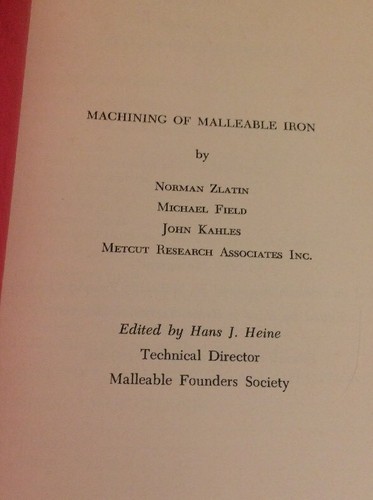 MACHINING OF MALLEABLE IRON
by
NORMAN ZLATIN
MICHAEL FIELD
JOHN KAHLES
METCUT RESEARCH ASSOCIATES INC.
Edited by Hans J. Heine
Technical Director
Malleable Founders Society